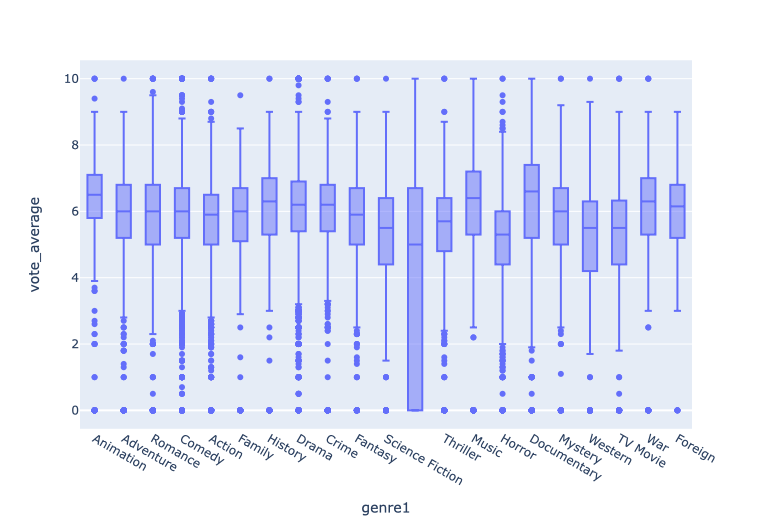 10
8
6
4
2
0
vote_average
Animation
Adventure
Romance
Comedy
Action
Family
History
Drama
Crime
Fantasy
Science Fiction
Thriller
Music
Horror
Documentary
Mystery
Western
TV Movie
War
Foreign
genre1